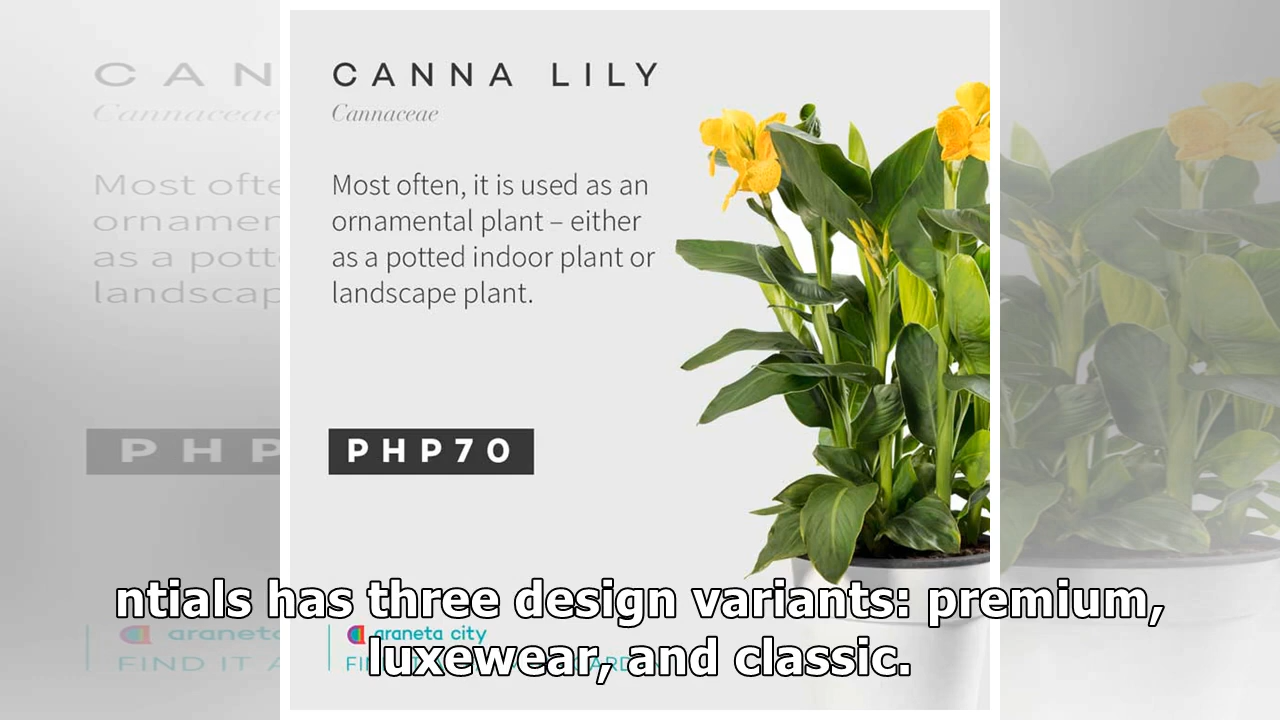 CANNA LILY
Cannaceae
Most often, it is used as an
ornamental plant – either
as a potted indoor plant or
landscape plant.
PHP70
ntials has three design variants: premium,
araneta city
luxewear, and classic.